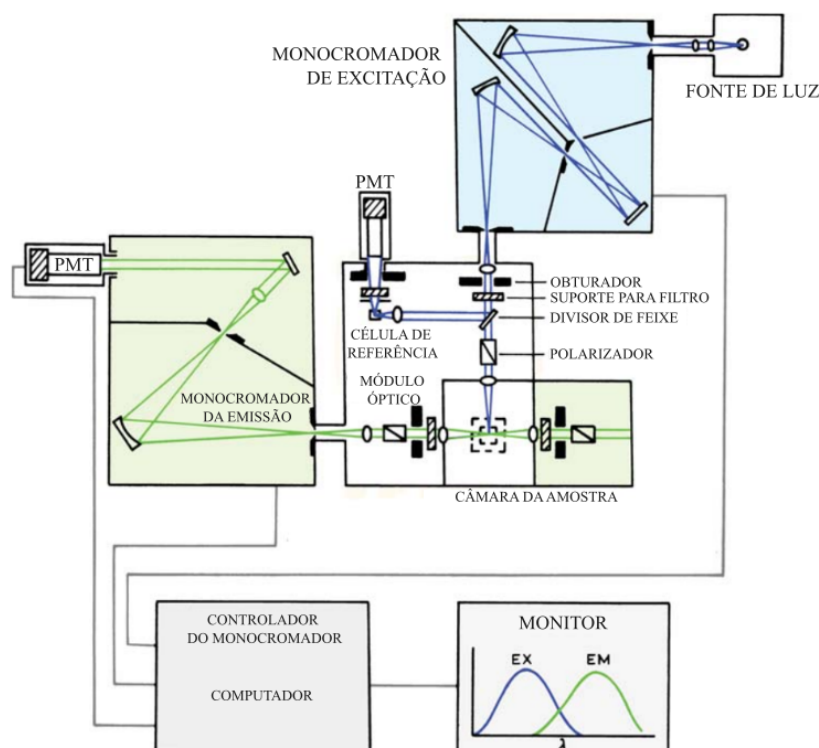 MONOCROMADOR
DE EXCITAÇÃO
FONTE DE LUZ
PMT
PMT
OBTURADOR
SUPORTE PARA FILTRO
DIVISOR DE FEIXE
CÉLULA DE
REFERÊNCIA
POLARIZADOR
MÓDULO
ÓPTICO
MONOCROMADOR
DA EMISSÃO
CÂMARA DA AMOSTRA
CONTROLADOR
DO MONOCROMADOR
COMPUTADOR
MONITOR
EX EM
λ